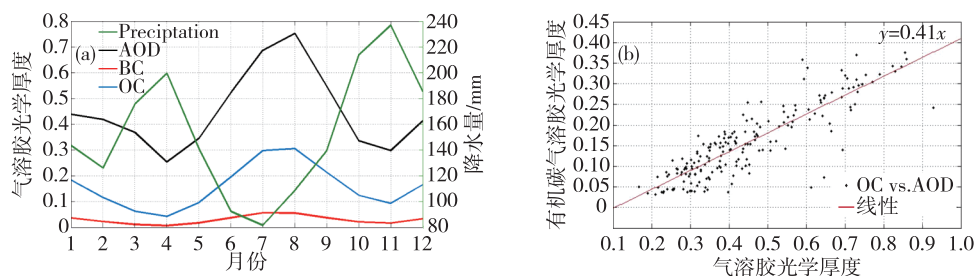 气溶胶光学厚度
0.8
0.7
0.6
0.5
0.4
0.3
0.2
0.1
0
(a)
Preciptation
AOD
BC
OC
240
220
200
180
160
140
120
100
80
降水量/mm
1 2 3 4 5 6 7 8 9 10 11 12
月份
有机碳气溶胶光学厚度
0.45
0.40
0.35
0.30
0.25
0.20
0.15
0.10
0.05
0
(b)
y=0.41x
OC vs.AOD
线性
0.1 0.2 0.3 0.4 0.5 0.6 0.7 0.8 0.9 1.0
气溶胶光学厚度